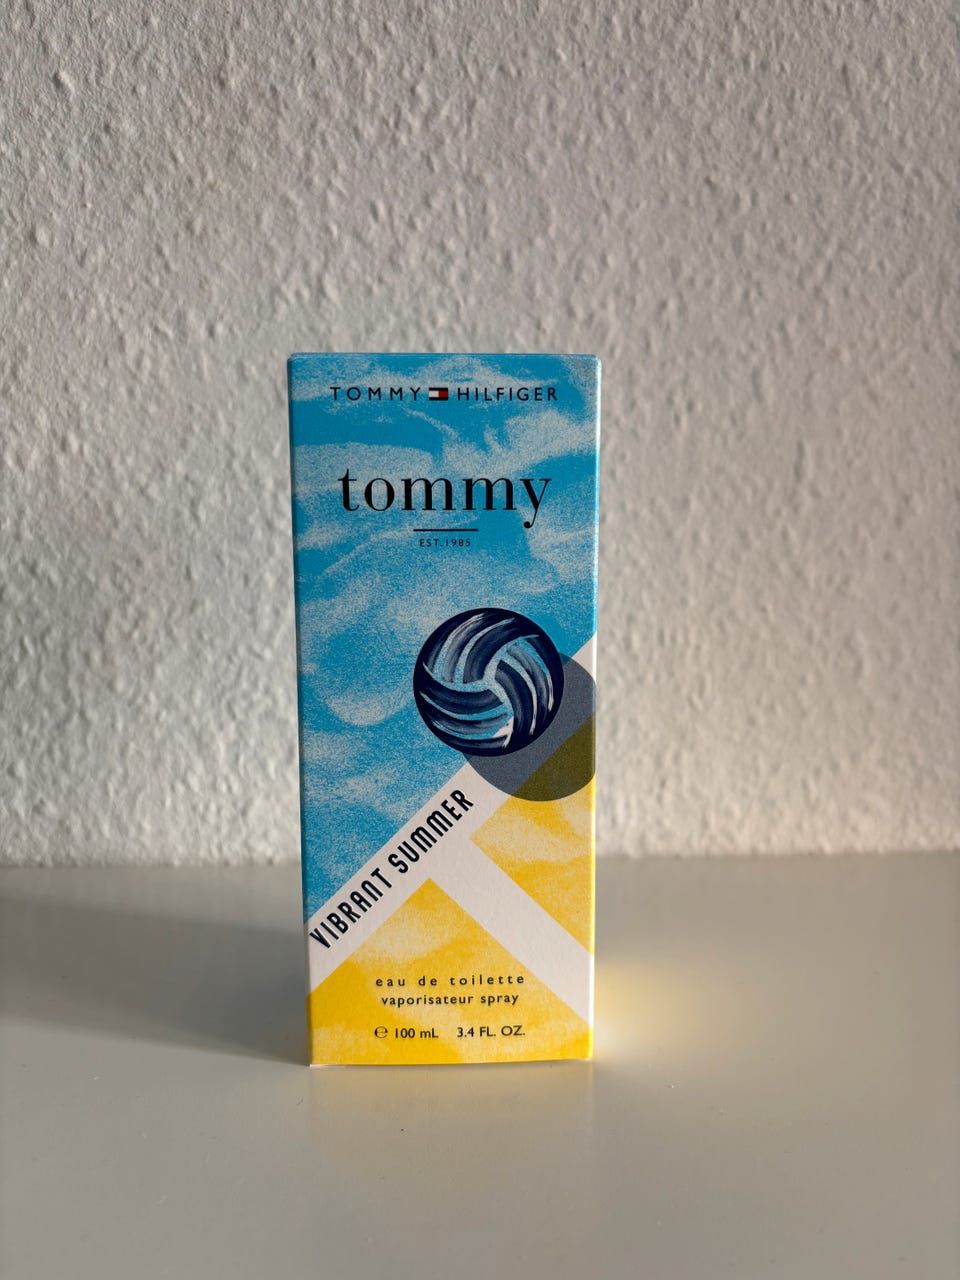 TOMMY HILFIGER
tommy
EST.1985
VIBRANT SUMMER
eau de toilette
vaporisateur spray
℮ 100 mL 3.4 FL. OZ.